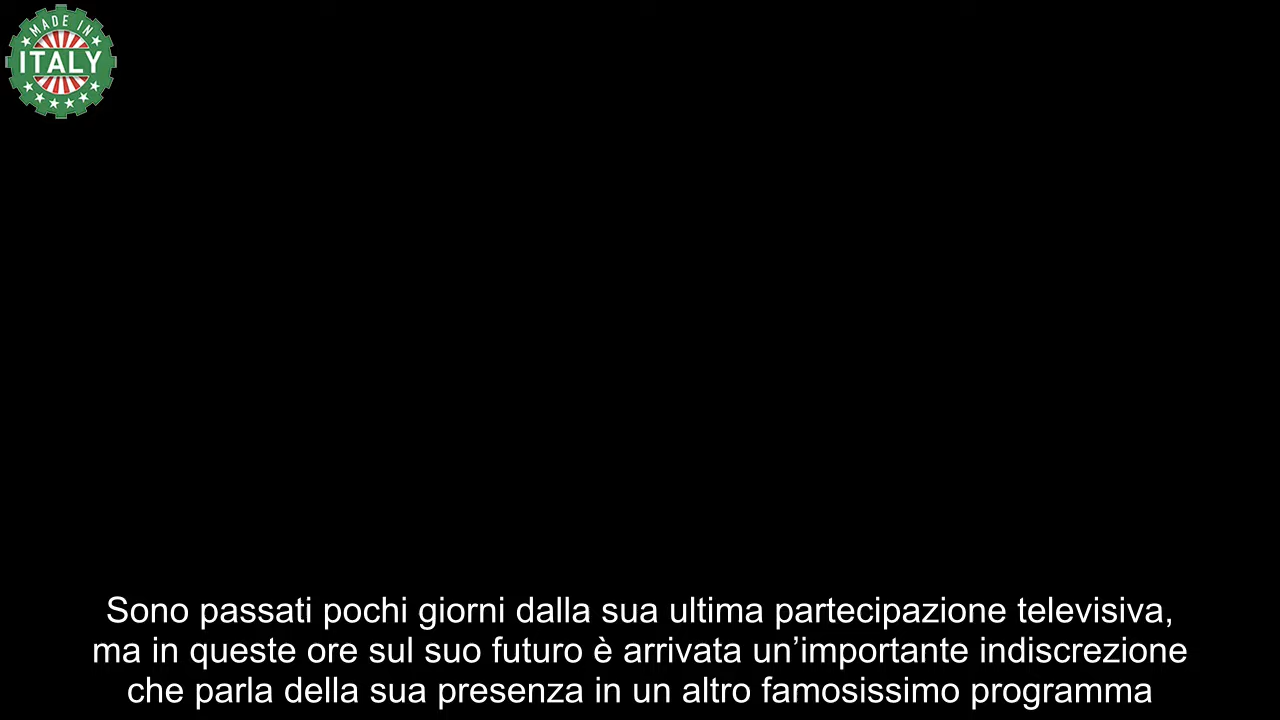 MADE IN
ITALY
Sono passati pochi giorni dalla sua ultima partecipazione televisiva,
ma in queste ore sul suo futuro è arrivata un’importante indiscrezione
che parla della sua presenza in un altro famosissimo programma